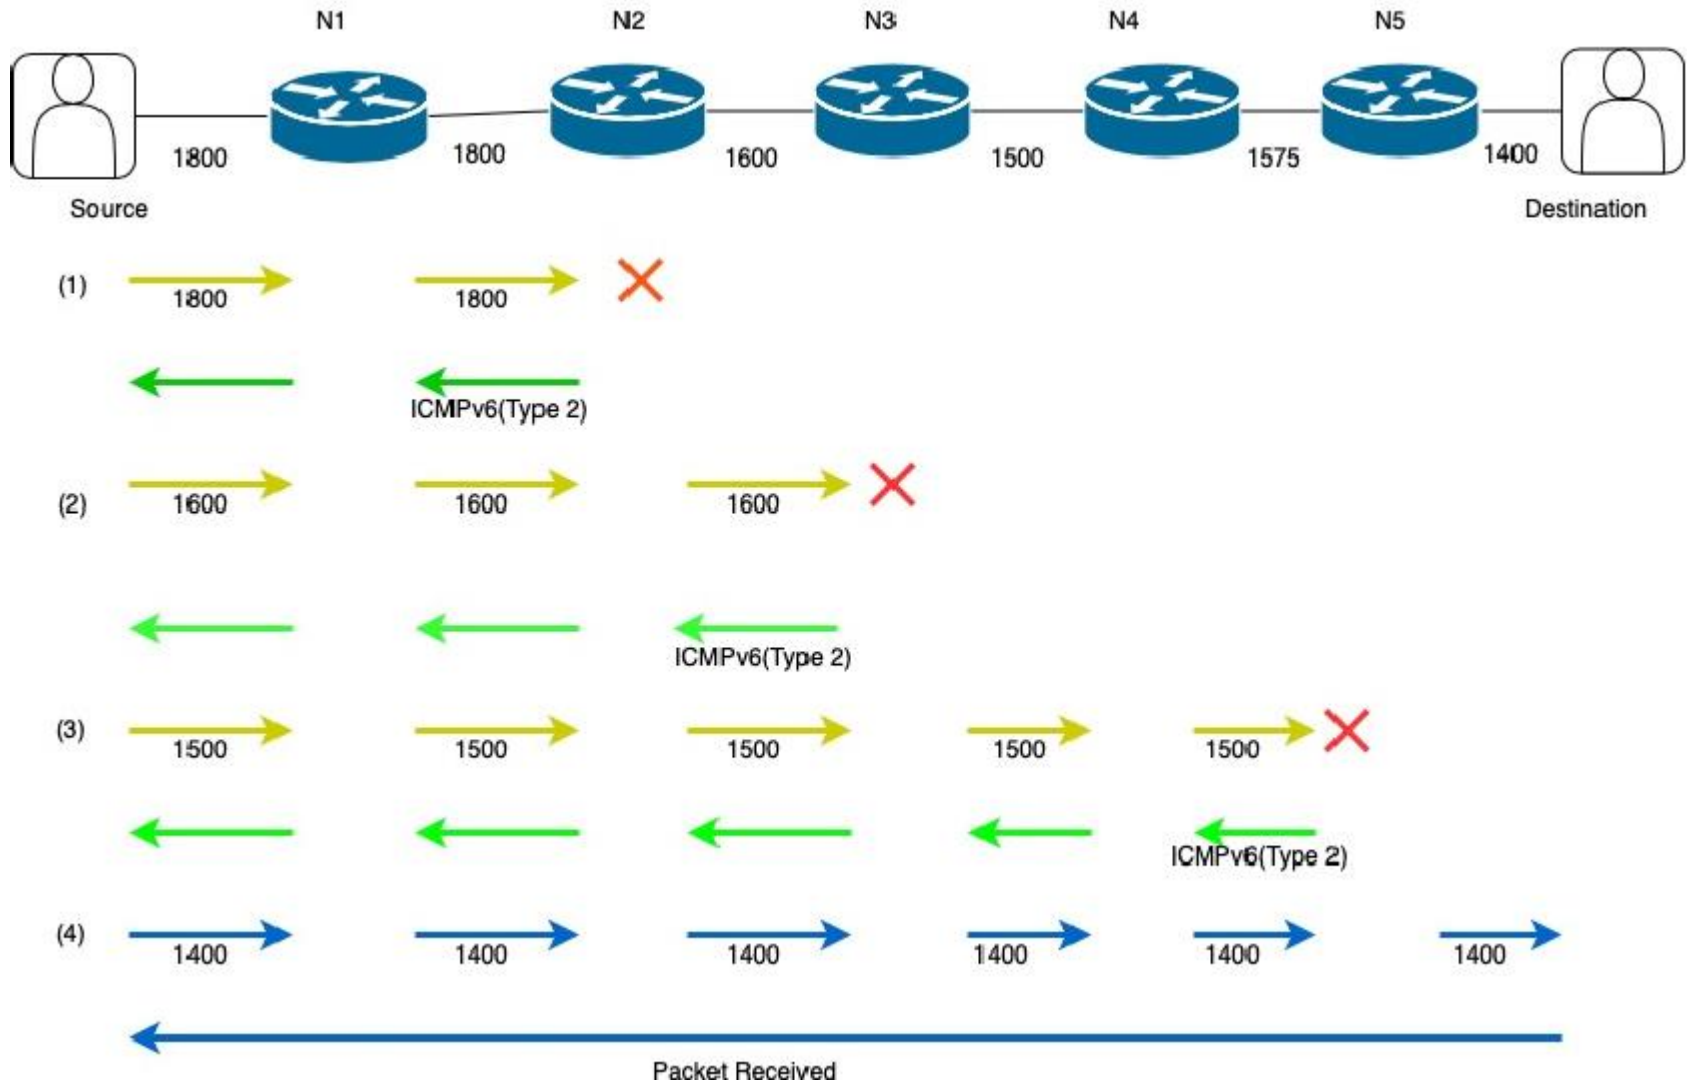 N1 N2 N3 N4 N5
1800 1800 1600 1500 1575 1400
Source Destination
(1) 1800 1800
ICMPv6(Type 2)
(2) 1600 1600 1600
ICMPv6(Type 2)
(3) 1500 1500 1500 1500 1500
ICMPv6(Type 2)
(4) 1400 1400 1400 1400 1400 1400
Packet Received